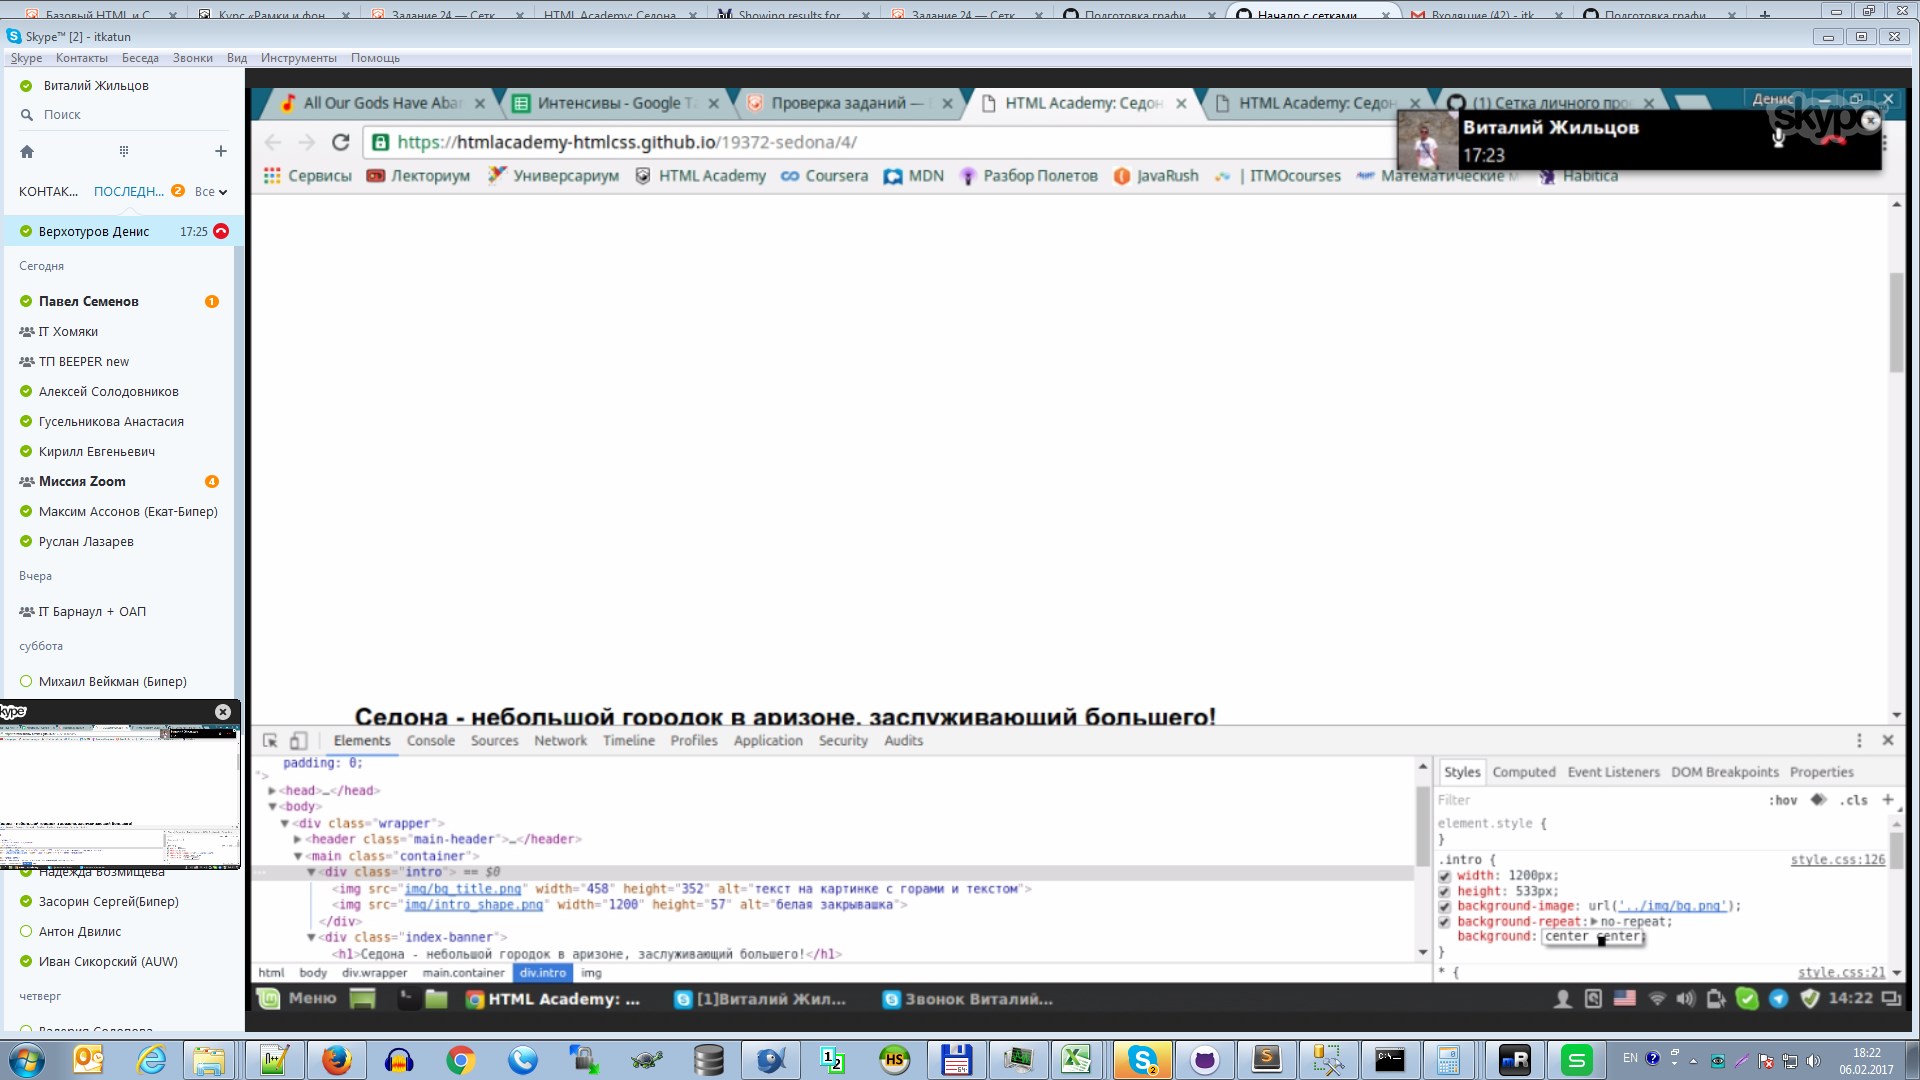 Базовый HTML и С
Курс «Рамки и фон
Задание 24 — Сетк
HTML Academy: Седона
Showing results for
Задание 24 — Сетк
Подготовка графи
Начало с сетками
Входящие (42) - itk
Подготовка графи
Skype™ [2] - itkatun
Skype Контакты Беседа Звонки Вид Инструменты Помощь
Виталий Жильцов
Поиск
КОНТАК... ПОСЛЕДН... 2 Все
Верхотуров Денис 17:25
Сегодня
Павел Семенов 1
IT Хомяки
ТП BEEPER new
Алексей Солодовников
Гусельникова Анастасия
Кирилл Евгеньевич
Миссия Zoom 4
Максим Ассонов (Екат-Бипер)
Руслан Лазарев
Вчера
IT Барнаул + ОАП
суббота
Михаил Вейкман (Бипер)
Надежда Возмищева
Засорин Сергей(Бипер)
Антон Двилис
Иван Сикорский (AUW)
четверг
Валерия Солопова
All Our Gods Have Aba
Интенсивы - Google Т
Проверка заданий —
HTML Academy: Седон
HTML Academy: Седон
(1) Сетка личного про
Денис
skype
https://htmlacademy-htmlcss.github.io/19372-sedona/4/
Виталий Жильцов
17:23
Сервисы Лекториум Универсариум HTML Academy Coursera MDN Разбор Полетов JavaRush | ITMOcourses Математические Habitica
Седона - небольшой городок в аризоне, заслуживающий большего!
Elements Console Sources Network Timeline Profiles Application Security Audits
padding: 0;
">
<head>…</head>
<body>
<div class="wrapper">
<header class="main-header">…</header>
<main class="container">
<div class="intro"> == $0
<img src="img/bg_title.png" width="458" height="352" alt="текст на картинке с горами и текстом">
<img src="img/intro_shape.png" width="1200" height="57" alt="белая закрывашка">
</div>
<div class="index-banner">
<h1>Седона - небольшой городок в аризоне, заслуживающий большего!</h1>
html body div.wrapper main.container div.intro img
Styles Computed Event Listeners DOM Breakpoints Properties
Filter :hov .cls +
element.style {
}
.intro { style.css:126
width: 1200px;
height: 533px;
background-image: url('../img/bg.png');
background-repeat: no-repeat;
background: center center;
}
* { style.css:21
Меню
HTML Academy: ...
[1]Виталий Жил...
Звонок Виталий...
14:22
EN
18:22
06.02.2017